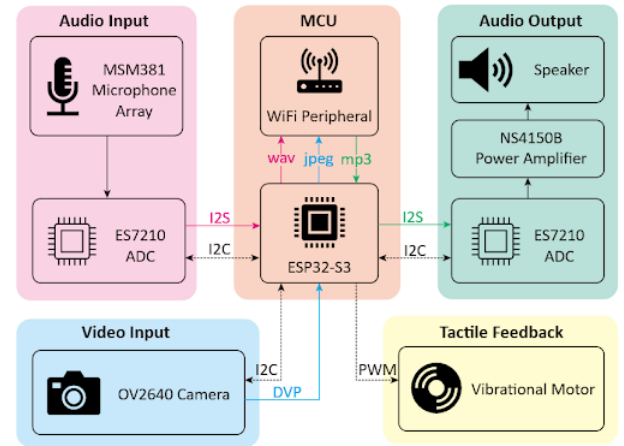 Audio Input
MSM381
Microphone
Array
ES7210
ADC
MCU
WiFi Peripheral
wav
jpeg
mp3
ESP32-S3
Audio Output
Speaker
NS4150B
Power Amplifier
ES7210
ADC
I2S
I2C
I2S
I2C
Video Input
OV2640 Camera
I2C
DVP
PWM
Tactile Feedback
Vibrational Motor